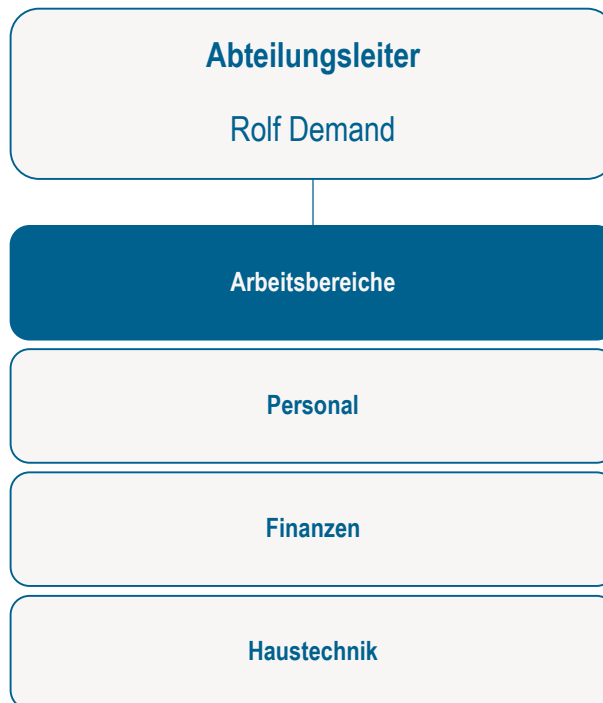 Abteilungsleiter
Rolf Demand
Arbeitsbereiche
Personal
Finanzen
Haustechnik